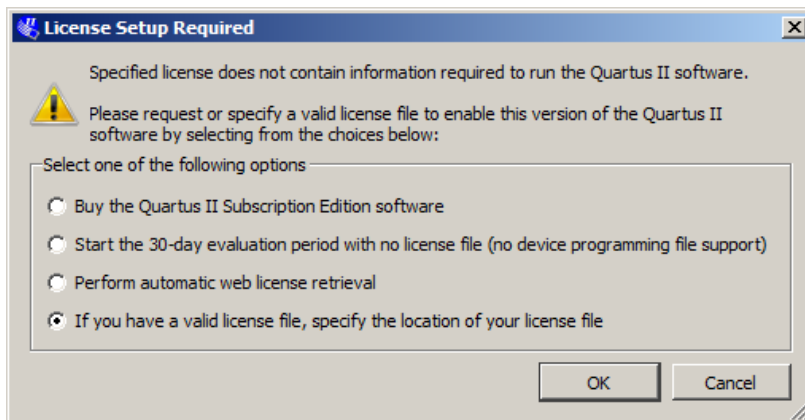 License Setup Required
Specified license does not contain information required to run the Quartus II software.
Please request or specify a valid license file to enable this version of the Quartus II
software by selecting from the choices below:
Select one of the following options
Buy the Quartus II Subscription Edition software
Start the 30-day evaluation period with no license file (no device programming file support)
Perform automatic web license retrieval
If you have a valid license file, specify the location of your license file
OK Cancel